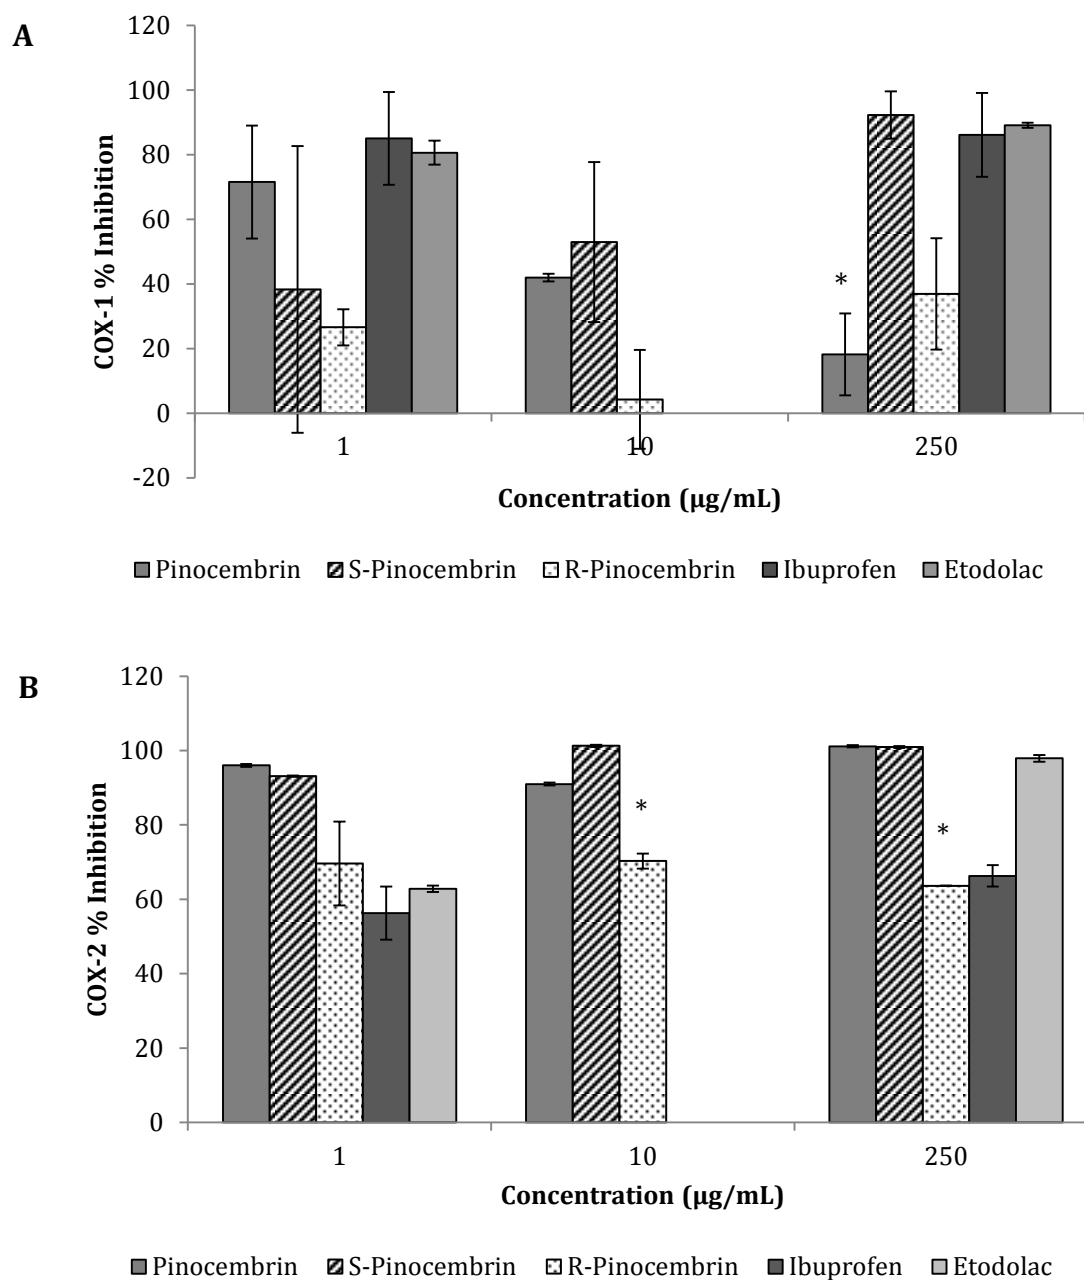 A
120
100
80
60
40
20
0
-20
COX-1 % Inhibition
*
1 10 250
Concentration (µg/mL)
Pinocembrin S-Pinocembrin R-Pinocembrin Ibuprofen Etodolac
B
120
100
80
60
40
20
0
COX-2 % Inhibition
* *
1 10 250
Concentration (µg/mL)
Pinocembrin S-Pinocembrin R-Pinocembrin Ibuprofen Etodolac